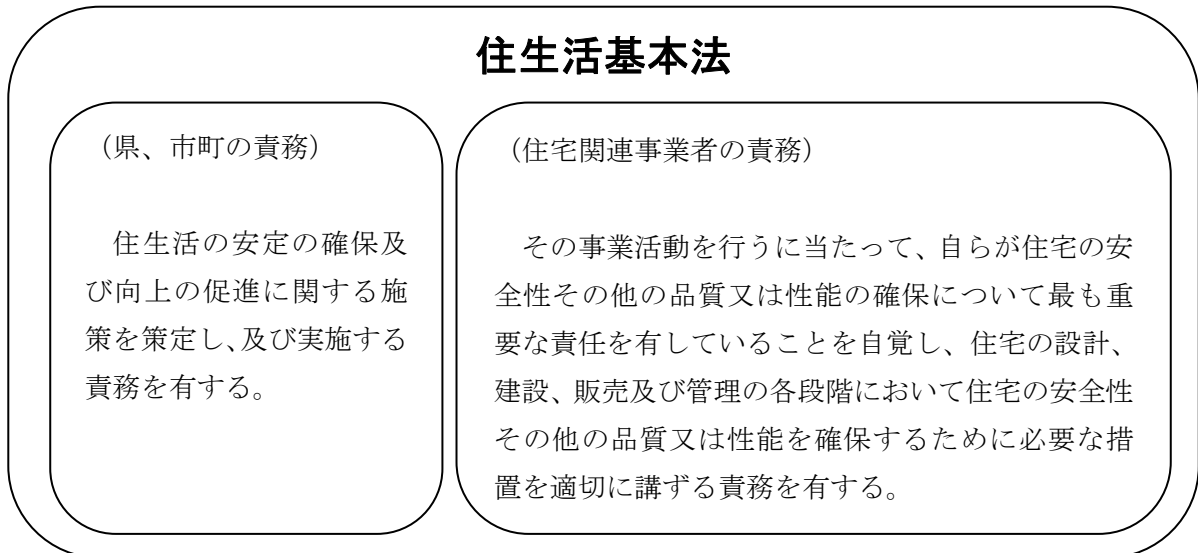 住生活基本法
（県、市町の責務）
住生活の安定の確保及
び向上の促進に関する施
策を策定し、及び実施する
責務を有する。
（住宅関連事業者の責務）
その事業活動を行うに当たって、自らが住宅の安
全性その他の品質又は性能の確保について最も重
要な責任を有していることを自覚し、住宅の設計、
建設、販売及び管理の各段階において住宅の安全性
その他の品質又は性能を確保するために必要な措
置を適切に講ずる責務を有する。